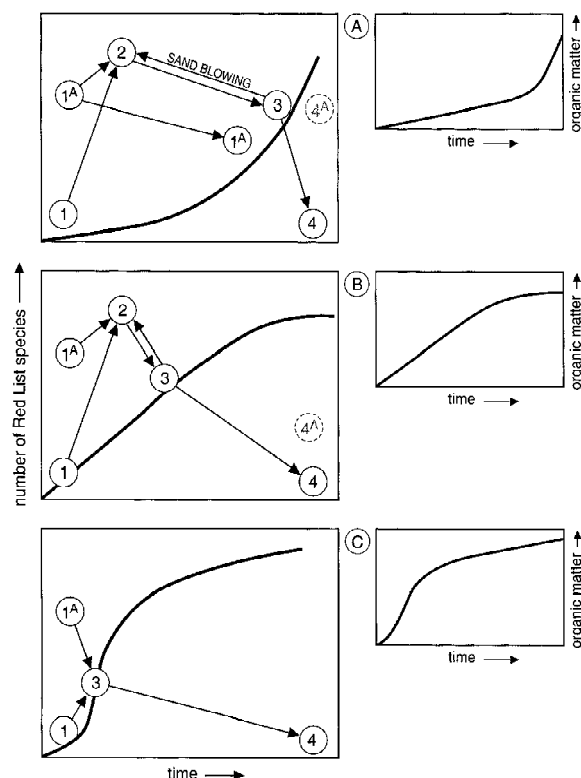 A
2
SAND BLOWING
1A
3
4A
1A
1
4
time
organic matter
number of Red List species
B
2
1A
3
4A
1
4
time
organic matter
C
1A
3
1
4
time
time
organic matter